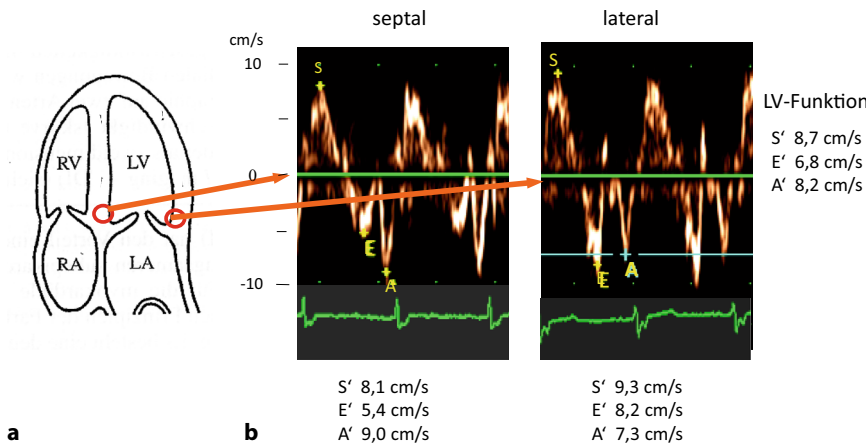 septal
lateral
cm/s
10
0
-10
S
E
A
S
E
A
RV
LV
RA
LA
LV-Funktion
S‘ 8,7 cm/s
E‘ 6,8 cm/s
A‘ 8,2 cm/s
S‘ 8,1 cm/s
E‘ 5,4 cm/s
A‘ 9,0 cm/s
S‘ 9,3 cm/s
E‘ 8,2 cm/s
A‘ 7,3 cm/s
a
b